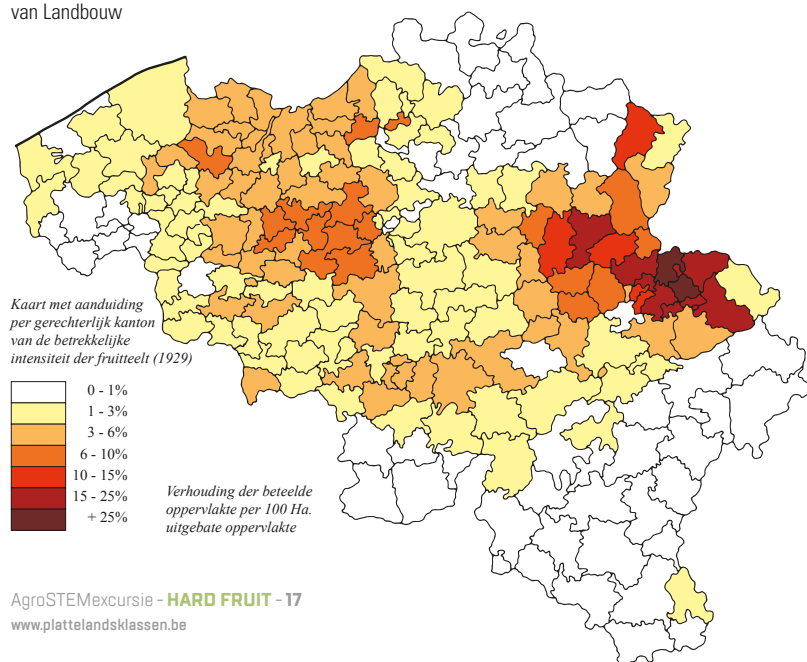 van Landbouw
Kaart met aanduiding
per gerechterlijk kanton
van de betrekkelijke
intensiteit der fruitteelt (1929)
0 - 1%
1 - 3%
3 - 6%
6 - 10%
10 - 15%
15 - 25%
+ 25%
Verhouding der beteelde
oppervlakte per 100 Ha.
uitgebate oppervlakte
AgroSTEMexcursie - HARD FRUIT - 17
www.plattelandsklassen.be